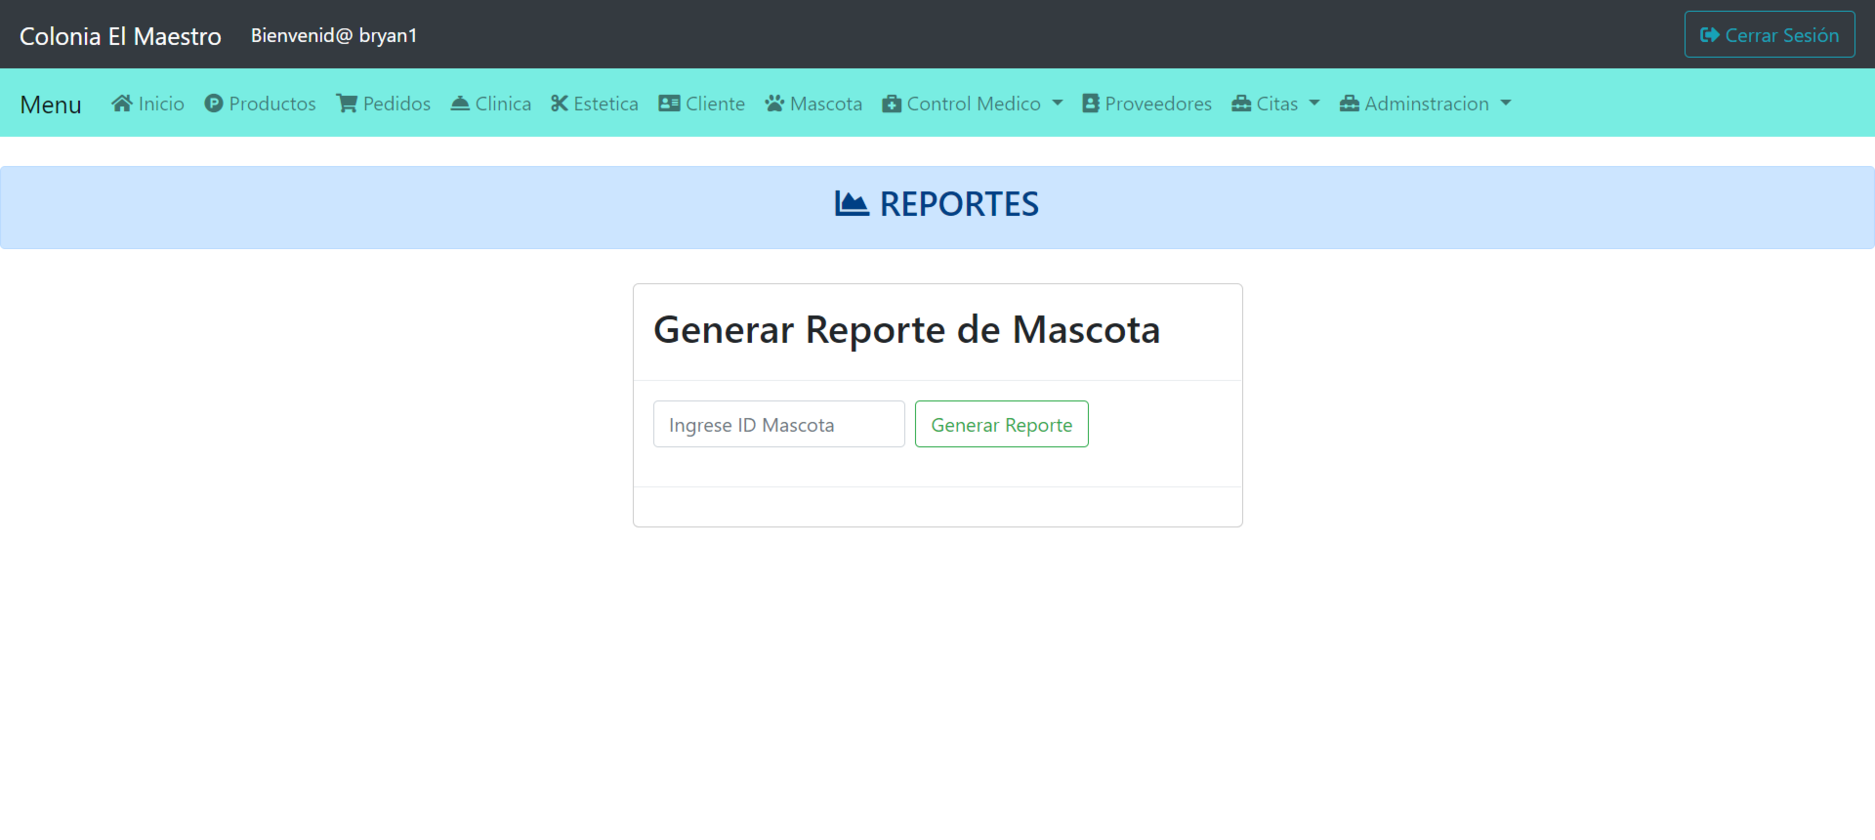 Colonia El Maestro Bienvenid@ bryan1 Cerrar Sesión
Menu Inicio Productos Pedidos Clinica Estetica Cliente Mascota Control Medico Proveedores Citas Adminstracion
REPORTES
Generar Reporte de Mascota
Ingrese ID Mascota Generar Reporte